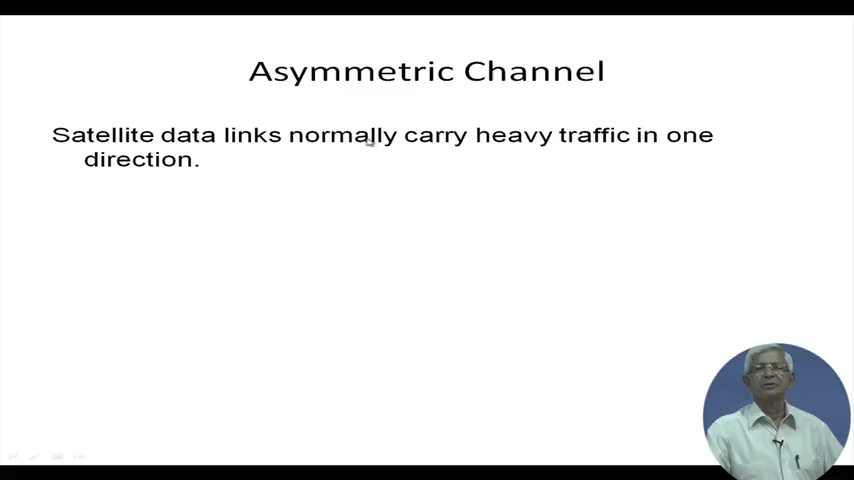 Asymmetric Channel
Satellite data links normally carry heavy traffic in one
direction.